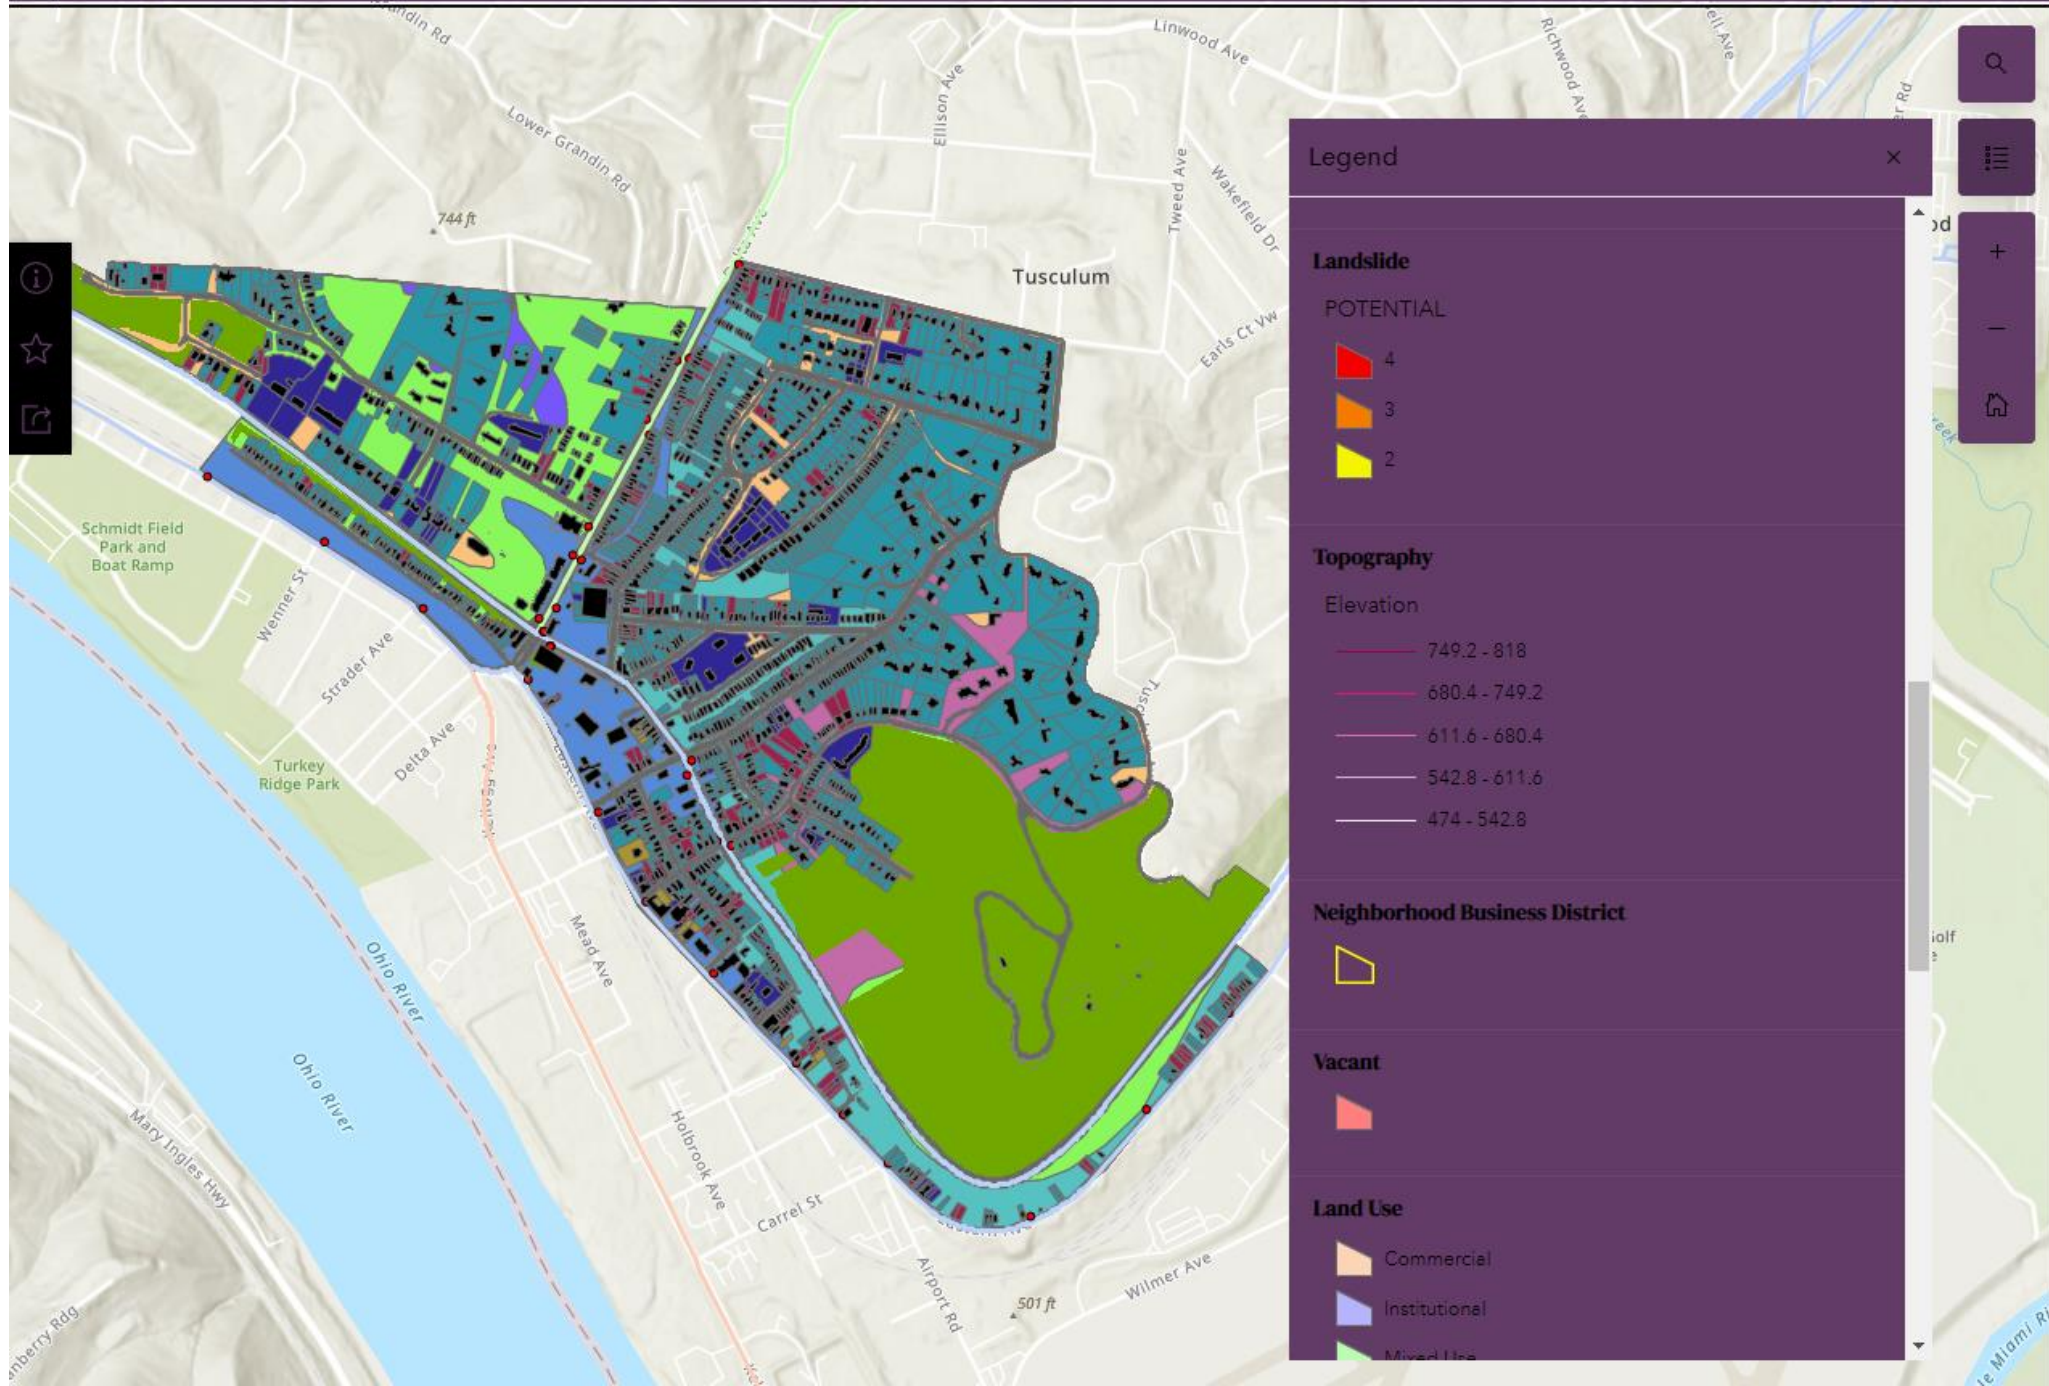 Linwood Ave
Richwood Ave
Ellison Ave
Lower Grandin Rd
Tweed Ave
Wakefield Dr
744 ft
Tusculum
Earls Ct Vw
Schmidt Field
Park and
Boat Ramp
Wenner St
Strader Ave
Delta Ave
Turkey
Ridge Park
Mead Ave
Ohio River
Ohio River
Mary Ingles Hwy
Holbrook Ave
Carrel St
Airport Rd
501 ft
Wilmer Ave
Legend
Landslide
POTENTIAL
4
3
2
Topography
Elevation
749.2 - 818
680.4 - 749.2
611.6 - 680.4
542.8 - 611.6
474 - 542.8
Neighborhood Business District
Vacant
Land Use
Commercial
Institutional
Mixed Use